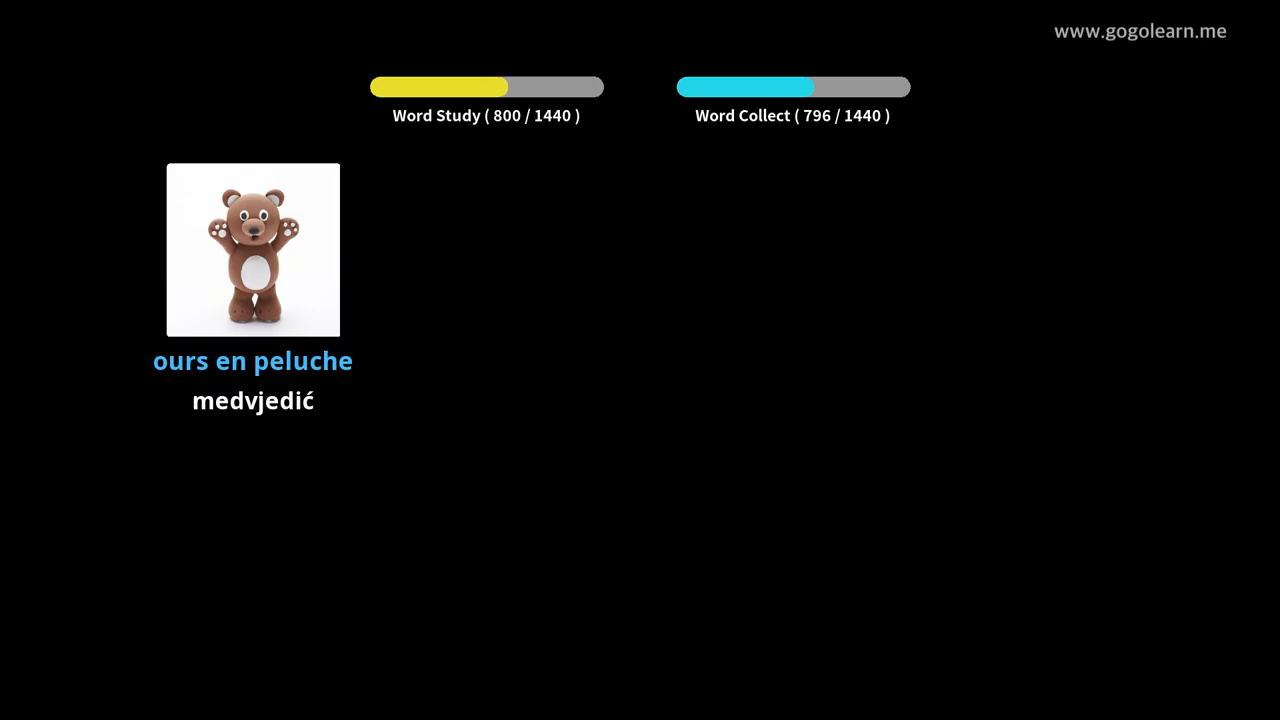 www.gogolearn.me
Word Study ( 800 / 1440 )
Word Collect ( 796 / 1440 )
ours en peluche
medvjedić